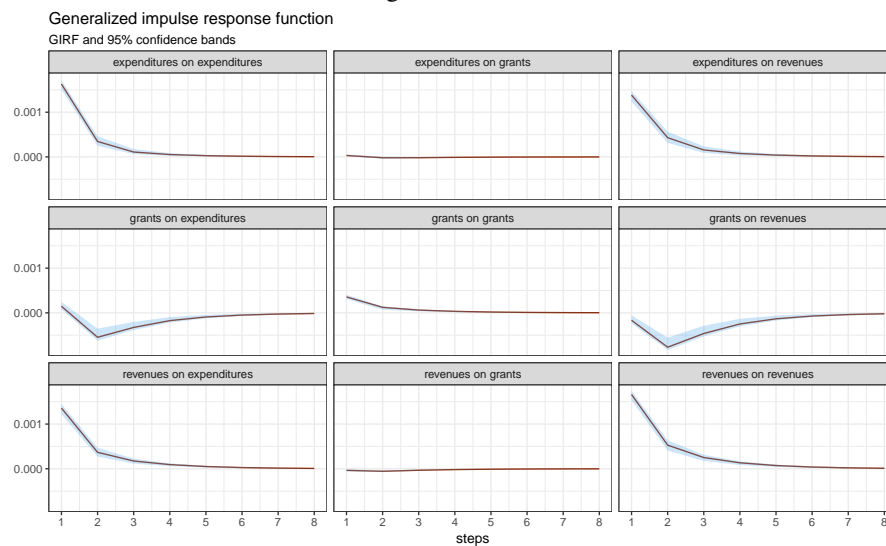 Generalized impulse response function
GIRF and 95% confidence bands
expenditures on expenditures
expenditures on grants
expenditures on revenues
0.001
0.000
grants on expenditures
grants on grants
grants on revenues
0.001
0.000
revenues on expenditures
revenues on grants
revenues on revenues
0.001
0.000
1 2 3 4 5 6 7 8 1 2 3 4 5 6 7 8 1 2 3 4 5 6 7 8
steps